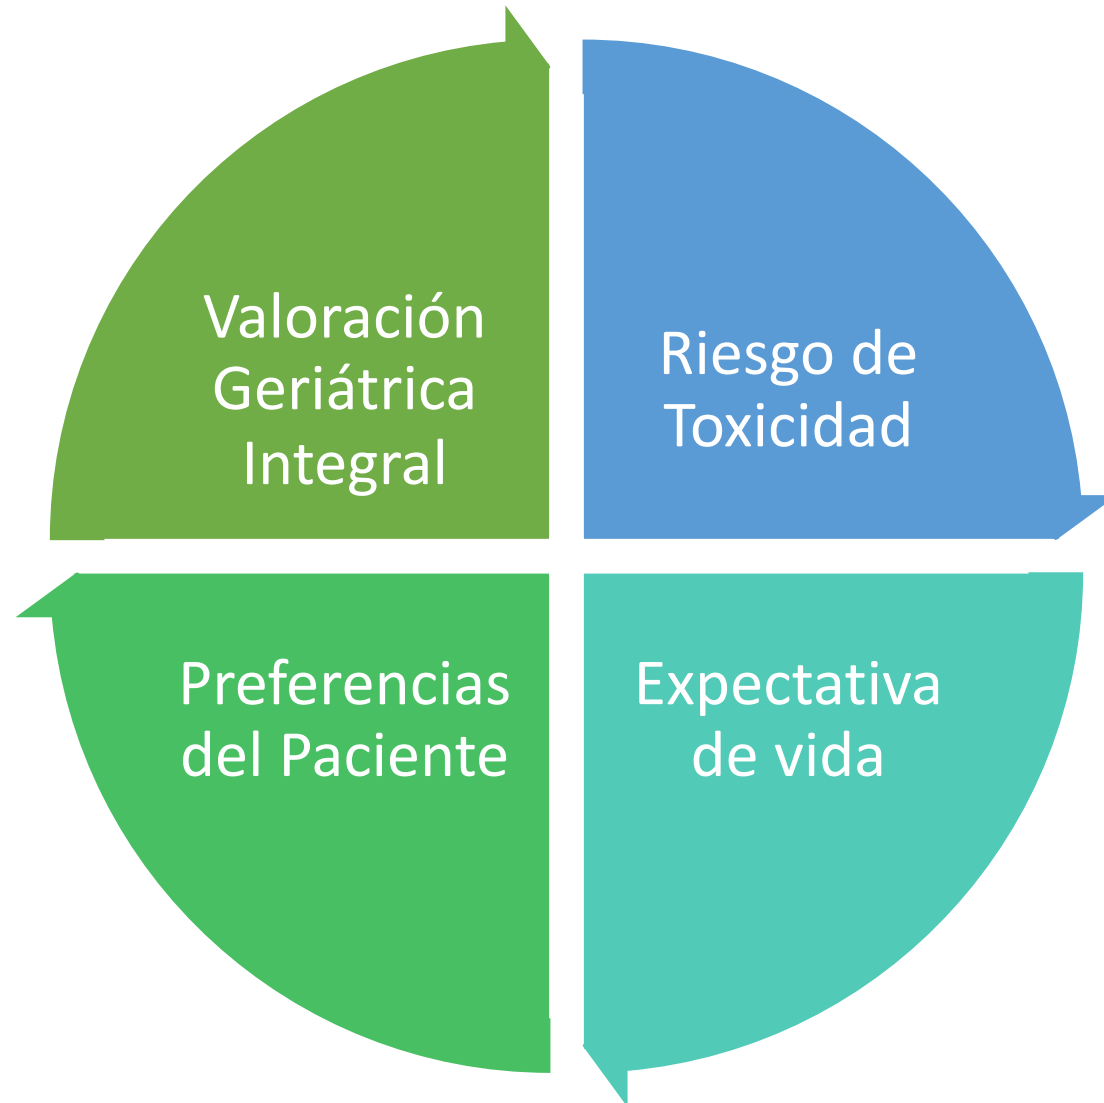 Valoración
Geriátrica
Integral
Riesgo de
Toxicidad
Preferencias
del Paciente
Expectativa
de vida